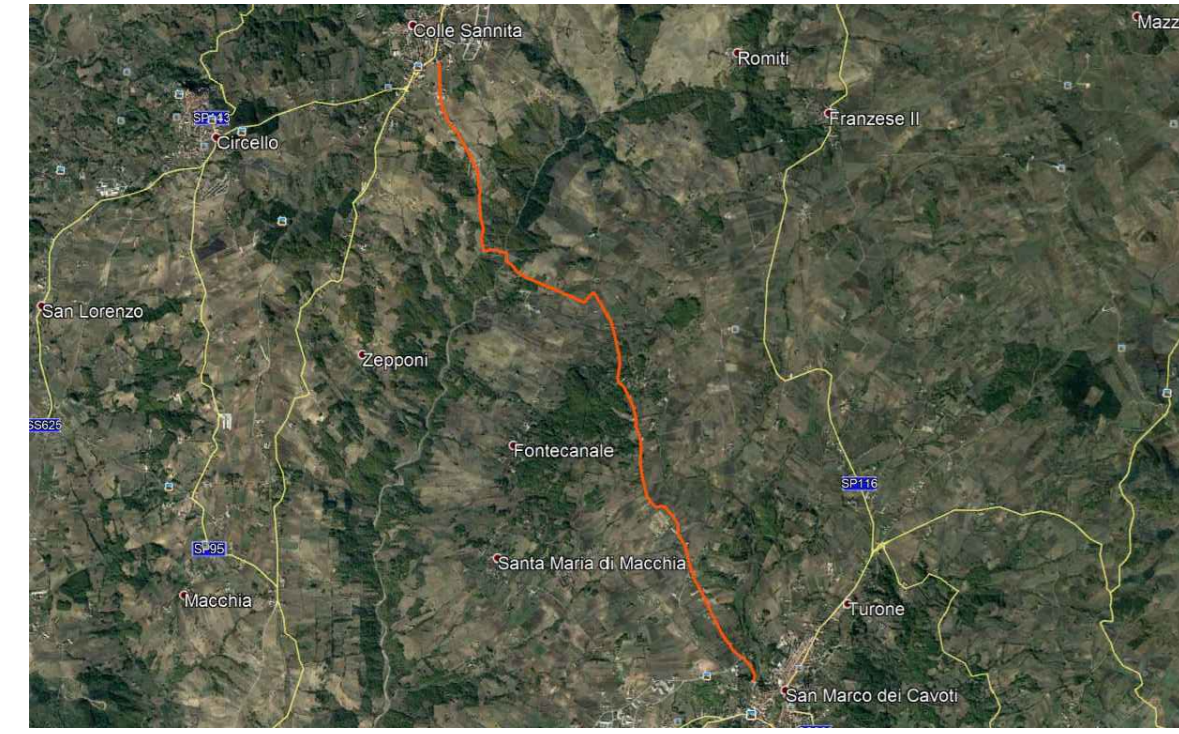 Colle Sannita
Mazz
Romiti
Franzese II
Circello
San Lorenzo
Zepponi
SS625
Fontecanale
SP116
SP95
Santa Maria di Macchia
Macchia
Turone
San Marco dei Cavoti